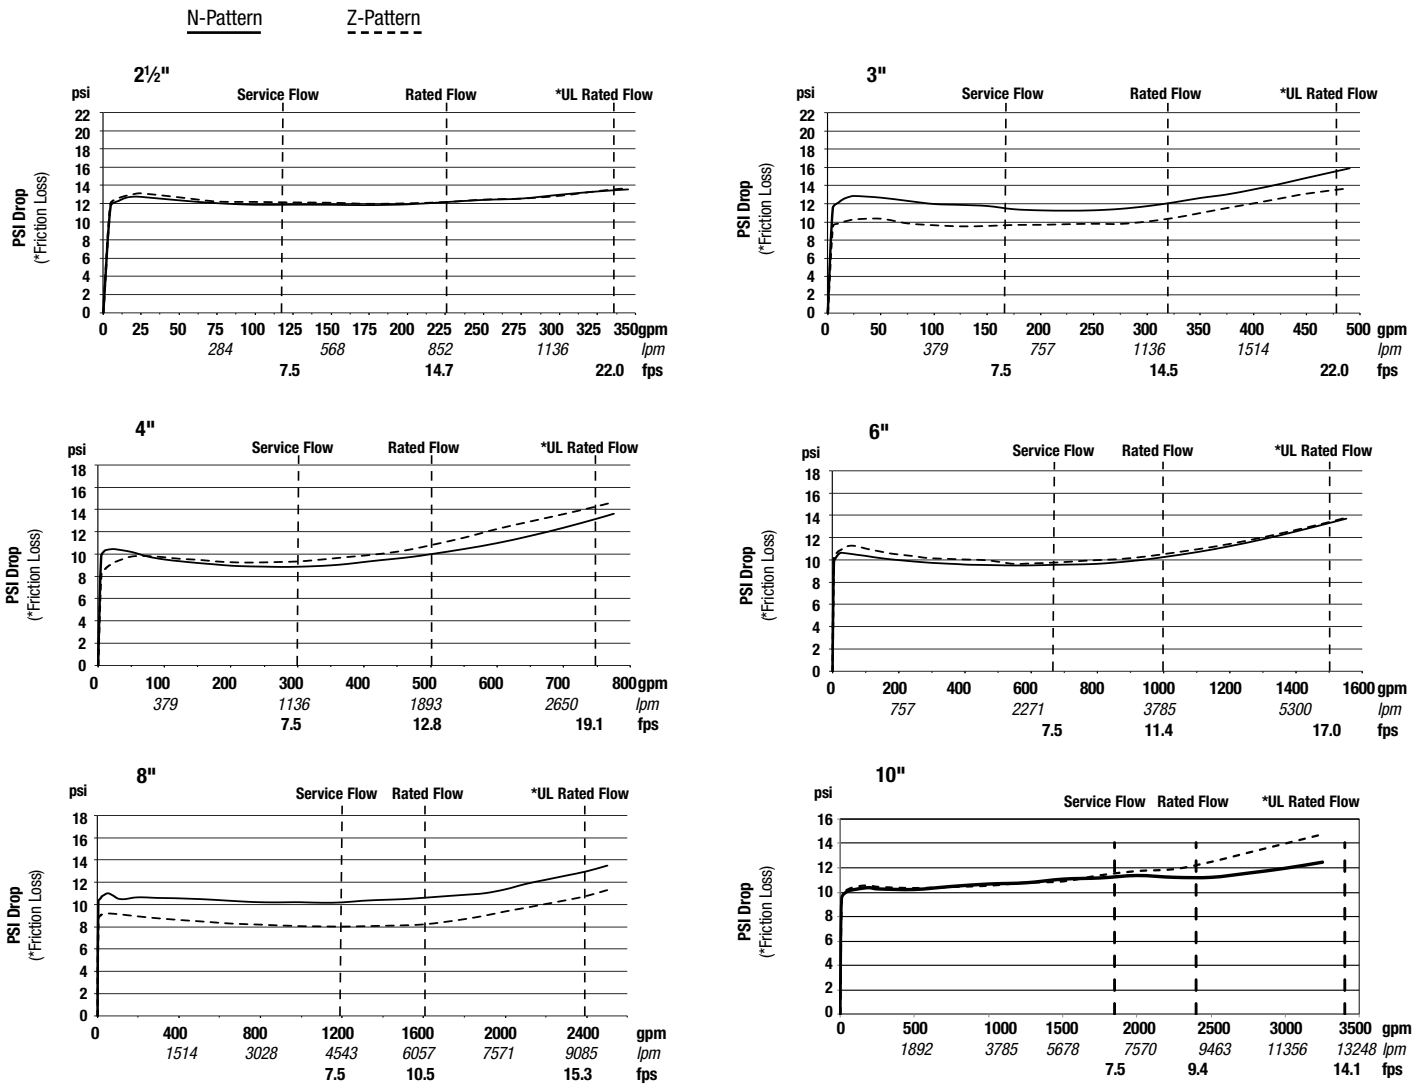 N-Pattern Z-Pattern
2½"
psi
Service Flow Rated Flow *UL Rated Flow
22
20
18
16
14
12
10
8
6
4
2
0
PSI Drop
(*Friction Loss)
0 25 50 75 100 125 150 175 200 225 250 275 300 325 350 gpm
284 568 852 1136 lpm
7.5 14.7 22.0 fps
3"
psi
Service Flow Rated Flow *UL Rated Flow
22
20
18
16
14
12
10
8
6
4
2
0
PSI Drop
(*Friction Loss)
0 50 100 150 200 250 300 350 400 450 500 gpm
379 757 1136 1514 lpm
7.5 14.5 22.0 fps
4"
psi
Service Flow Rated Flow *UL Rated Flow
18
16
14
12
10
8
6
4
2
0
PSI Drop
(*Friction Loss)
0 100 200 300 400 500 600 700 800 gpm
379 1136 1893 2650 lpm
7.5 12.8 19.1 fps
6"
psi
Service Flow Rated Flow *UL Rated Flow
18
16
14
12
10
8
6
4
2
0
PSI Drop
(*Friction Loss)
0 200 400 600 800 1000 1200 1400 1600 gpm
757 2271 3785 5300 lpm
7.5 11.4 17.0 fps
8"
psi
Service Flow Rated Flow *UL Rated Flow
18
16
14
12
10
8
6
4
2
0
PSI Drop
(*Friction Loss)
0 400 800 1200 1600 2000 2400 gpm
1514 3028 4543 6057 7571 9085 lpm
7.5 10.5 15.3 fps
10"
psi
Service Flow Rated Flow *UL Rated Flow
16
14
12
10
8
6
4
2
0
PSI Drop
(*Friction Loss)
0 500 1000 1500 2000 2500 3000 3500 gpm
1892 3785 5678 7570 9463 11356 13248 lpm
7.5 9.4 14.1 fps